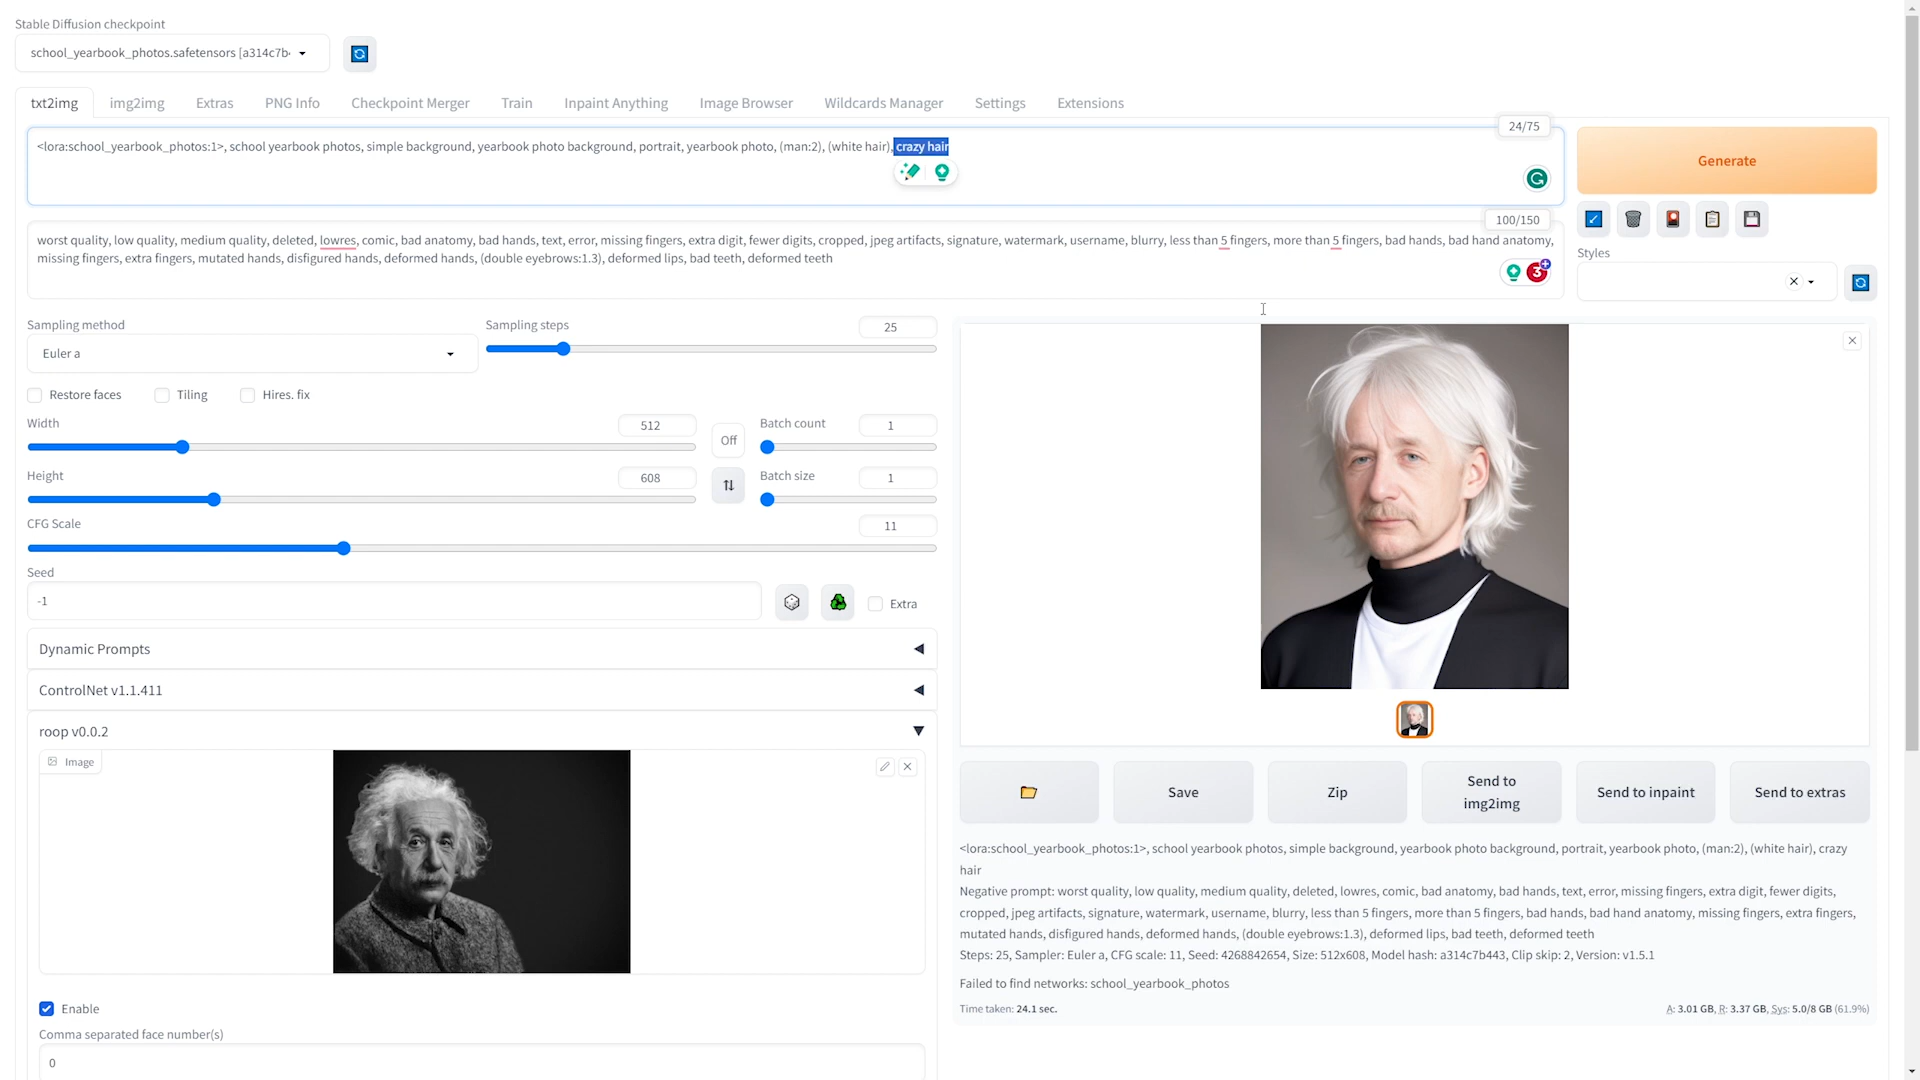 Stable Diffusion checkpoint
school_yearbook_photos.safetensors [a314c7b
txt2img img2img Extras PNG Info Checkpoint Merger Train Inpaint Anything Image Browser Wildcards Manager Settings Extensions
24/75
<lora:school_yearbook_photos:1>, school yearbook photos, simple background, yearbook photo background, portrait, yearbook photo, (man:2), (white hair), crazy hair
Generate
100/150
worst quality, low quality, medium quality, deleted, lowres, comic, bad anatomy, bad hands, text, error, missing fingers, extra digit, fewer digits, cropped, jpeg artifacts, signature, watermark, username, blurry, less than 5 fingers, more than 5 fingers, bad hands, bad hand anatomy,
missing fingers, extra fingers, mutated hands, disfigured hands, deformed hands, (double eyebrows:1.3), deformed lips, bad teeth, deformed teeth
3
Styles
Sampling method
Euler a
Sampling steps
25
Restore faces Tiling Hires. fix
Width
512
Off
Batch count
1
Height
608
Batch size
1
CFG Scale
11
Seed
-1
Extra
Dynamic Prompts
ControlNet v1.1.411
roop v0.0.2
Image
Enable
Comma separated face number(s)
0
Save
Zip
Send to
img2img
Send to inpaint
Send to extras
<lora:school_yearbook_photos:1>, school yearbook photos, simple background, yearbook photo background, portrait, yearbook photo, (man:2), (white hair), crazy
hair
Negative prompt: worst quality, low quality, medium quality, deleted, lowres, comic, bad anatomy, bad hands, text, error, missing fingers, extra digit, fewer digits,
cropped, jpeg artifacts, signature, watermark, username, blurry, less than 5 fingers, more than 5 fingers, bad hands, bad hand anatomy, missing fingers, extra fingers,
mutated hands, disfigured hands, deformed hands, (double eyebrows:1.3), deformed lips, bad teeth, deformed teeth
Steps: 25, Sampler: Euler a, CFG scale: 11, Seed: 4268842654, Size: 512x608, Model hash: a314c7b443, Clip skip: 2, Version: v1.5.1
Failed to find networks: school_yearbook_photos
Time taken: 24.1 sec.
A: 3.01 GB, R: 3.37 GB, Sys: 5.0/8 GB (61.9%)